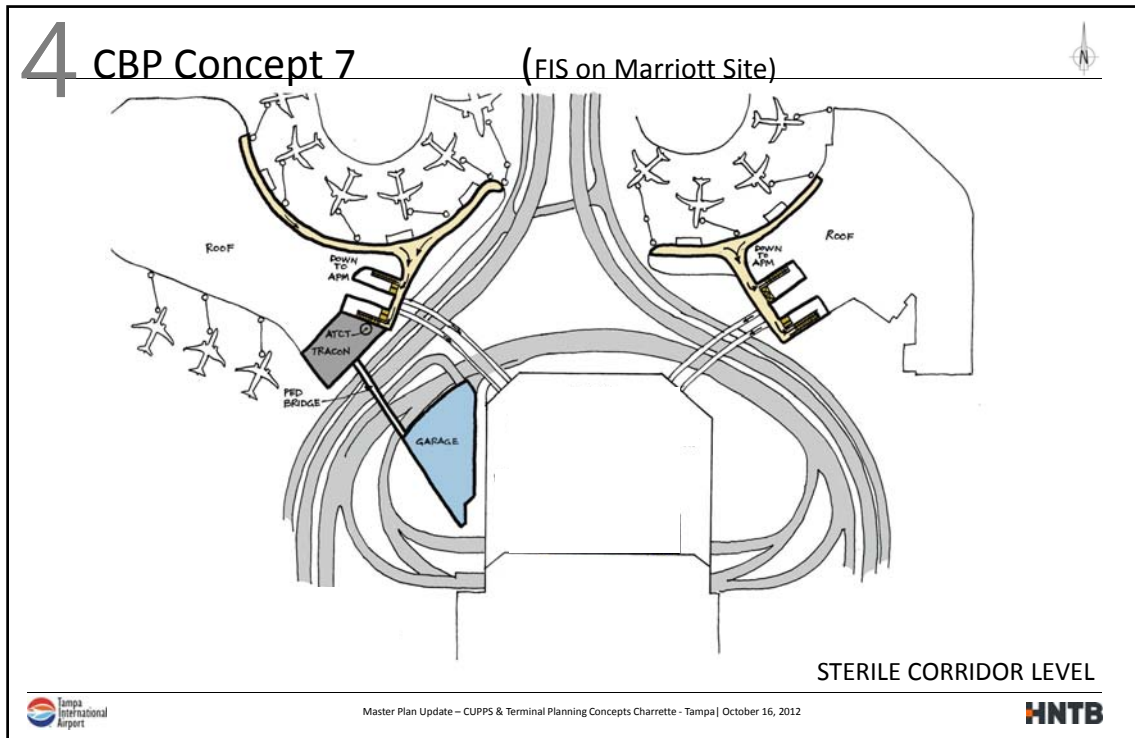 4 CBP Concept 7 (FIS on Marriott Site)
N
ROOF
DOWN
TO
APM
ATCT
TRACON
PED
BRIDGE
GARAGE
DOWN
TO
APM
ROOF
STERILE CORRIDOR LEVEL
Tampa
International
Airport
Master Plan Update – CUPPS & Terminal Planning Concepts Charrette - Tampa| October 16, 2012
HNTB